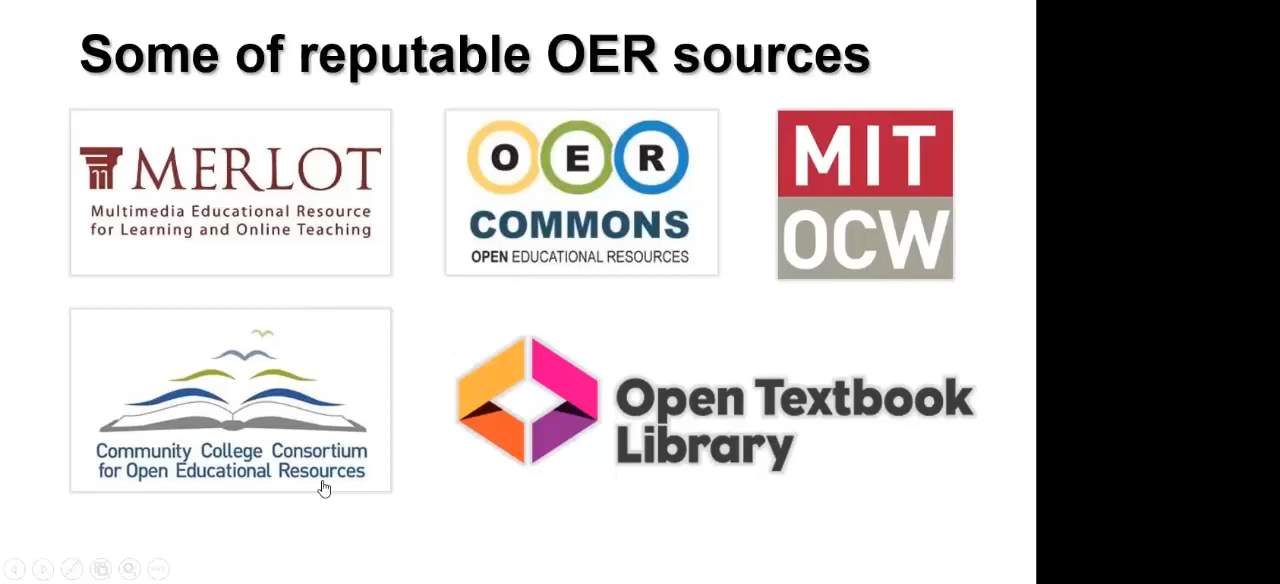 Some of reputable OER sources
MERLOT
Multimedia Educational Resource
for Learning and Online Teaching
O E R
COMMONS
OPEN EDUCATIONAL RESOURCES
MIT
OCW
Community College Consortium
for Open Educational Resources
Open Textbook
Library